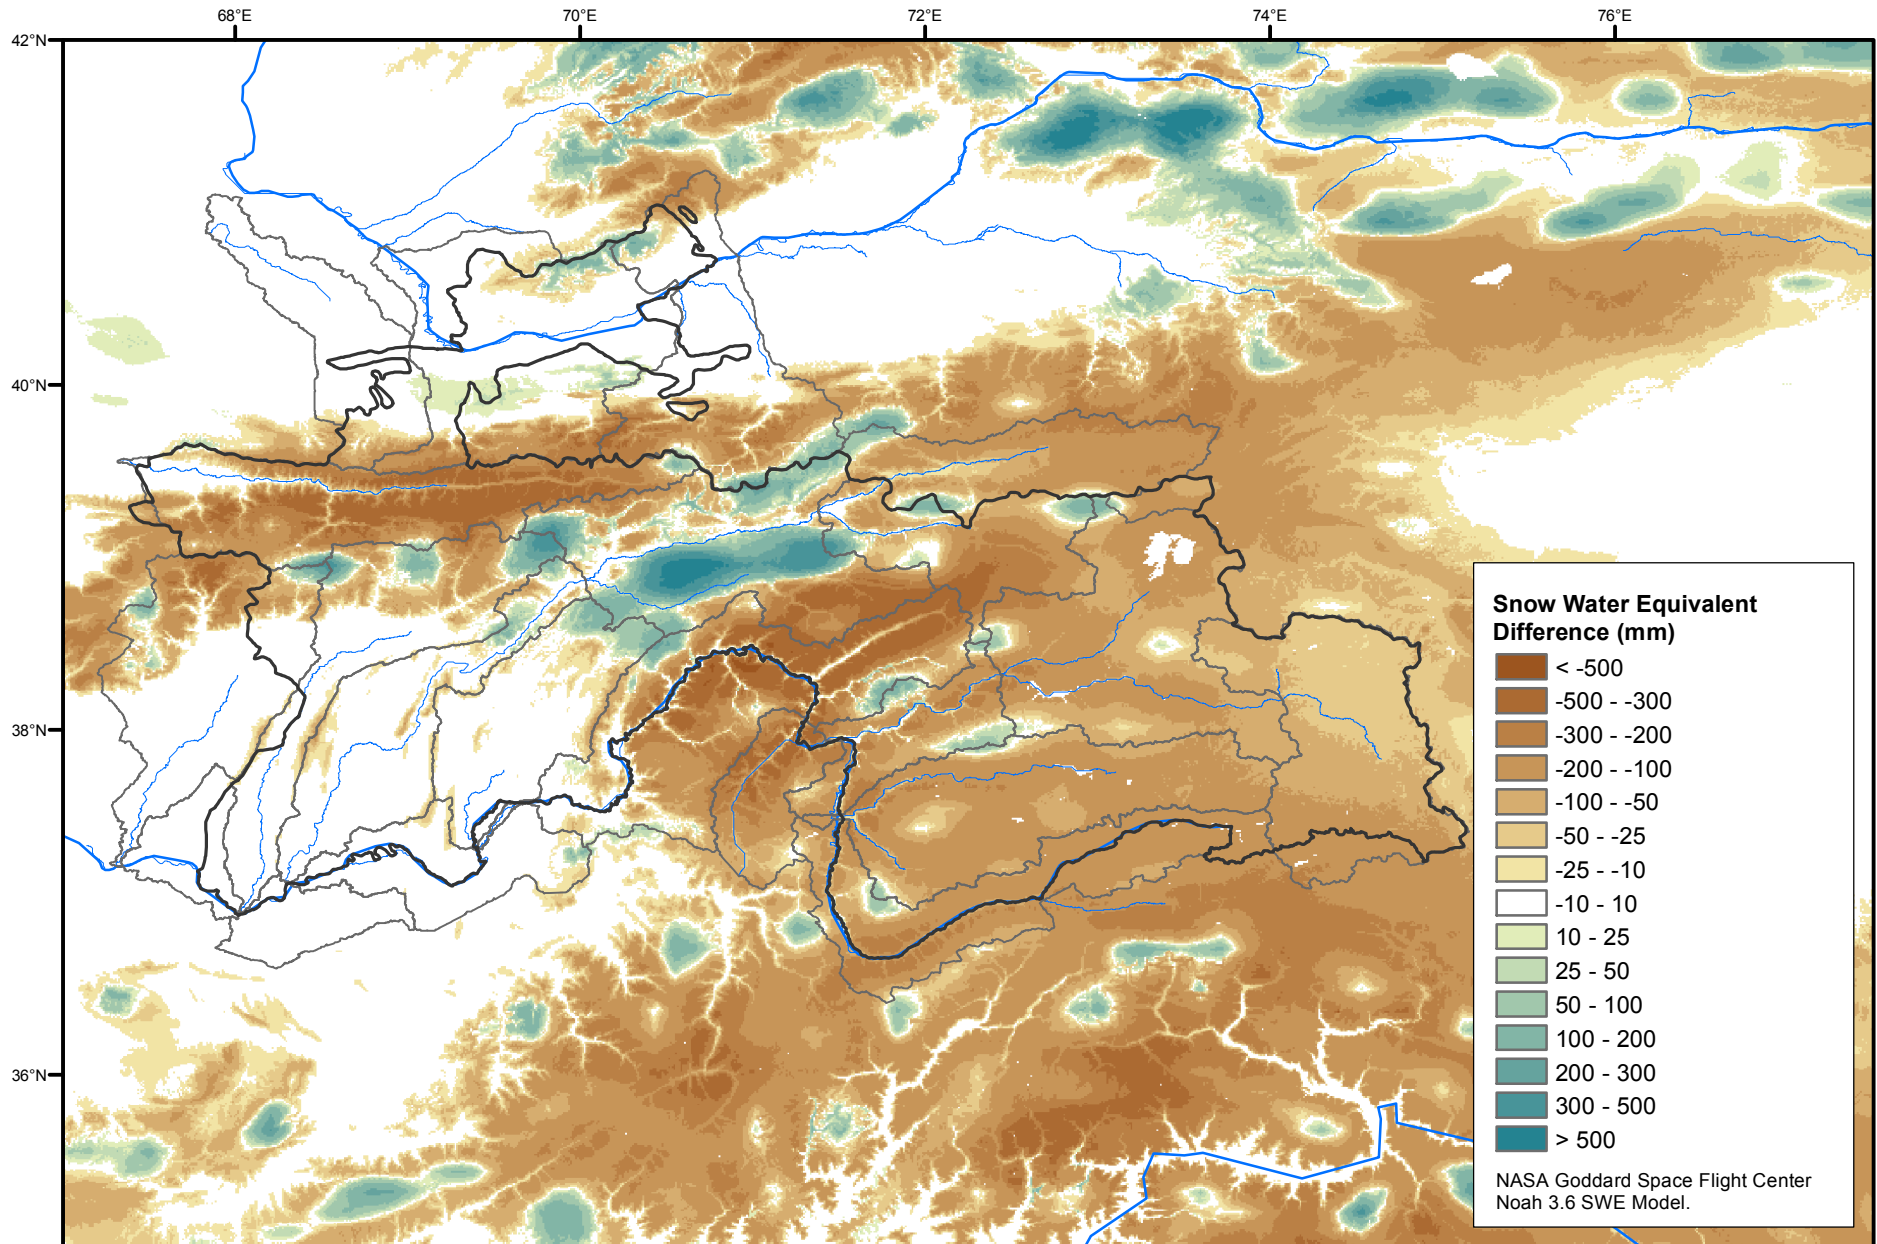 68°E
70°E
72°E
74°E
76°E
42°N
40°N
38°N
36°N
Snow Water Equivalent
Difference (mm)
< -500
-500 - -300
-300 - -200
-200 - -100
-100 - -50
-50 - -25
-25 - -10
-10 - 10
10 - 25
25 - 50
50 - 100
100 - 200
200 - 300
300 - 500
> 500
NASA Goddard Space Flight Center
Noah 3.6 SWE Model.